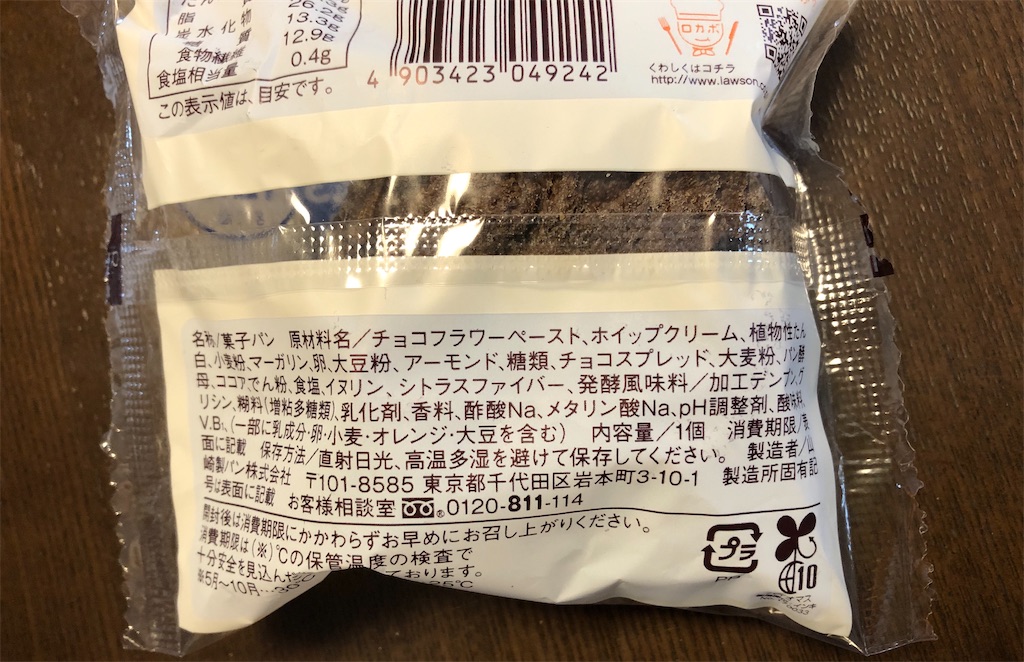 脂
炭水化物
食物繊維
食塩相当量
13.3g
12.9g
0.4g
この表示値は、目安です。
4 903423 049242
ロカボ
くわしくはコチラ
http://www.lawson.
名称/菓子パン 原材料名/チョコフラワーペースト、ホイップクリーム、植物性たん
白、小麦粉、マーガリン、卵、大豆粉、アーモンド、糖類、チョコスプレッド、大麦粉、パン酵
母、ココア、でん粉、食塩、イヌリン、シトラスファイバー、発酵風味料/加工デンプン、グ
リシン、糊料(増粘多糖類)、乳化剤、香料、酢酸Na、メタリン酸Na、pH調整剤、酸味料、
V.B₁、(一部に乳成分・卵・小麦・オレンジ・大豆を含む) 内容量/1個 消費期限/表
面に記載 保存方法/直射日光、高温多湿を避けて保存してください。 製造者/山
崎製パン株式会社 〒101-8585 東京都千代田区岩本町3-10-1 製造所固有記
号は表面に記載 お客様相談室 0120-811-114
開封後は消費期限にかかわらずお早めにお召し上がりください。
消費期限は(※)℃の保管温度の検査で
十分安全を見込ん
ております。
※5月~10月…
℃
プラ
PP
10